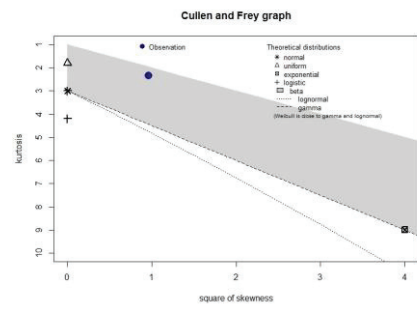 Cullen and Frey graph
Observation
Theoretical distributions
normal
uniform
exponential
logistic
beta
lognormal
gamma
(Weibull is close to gamma and lognormal)
kurtosis
1
2
3
4
5
6
7
8
9
10
0
1
2
3
4
square of skewness